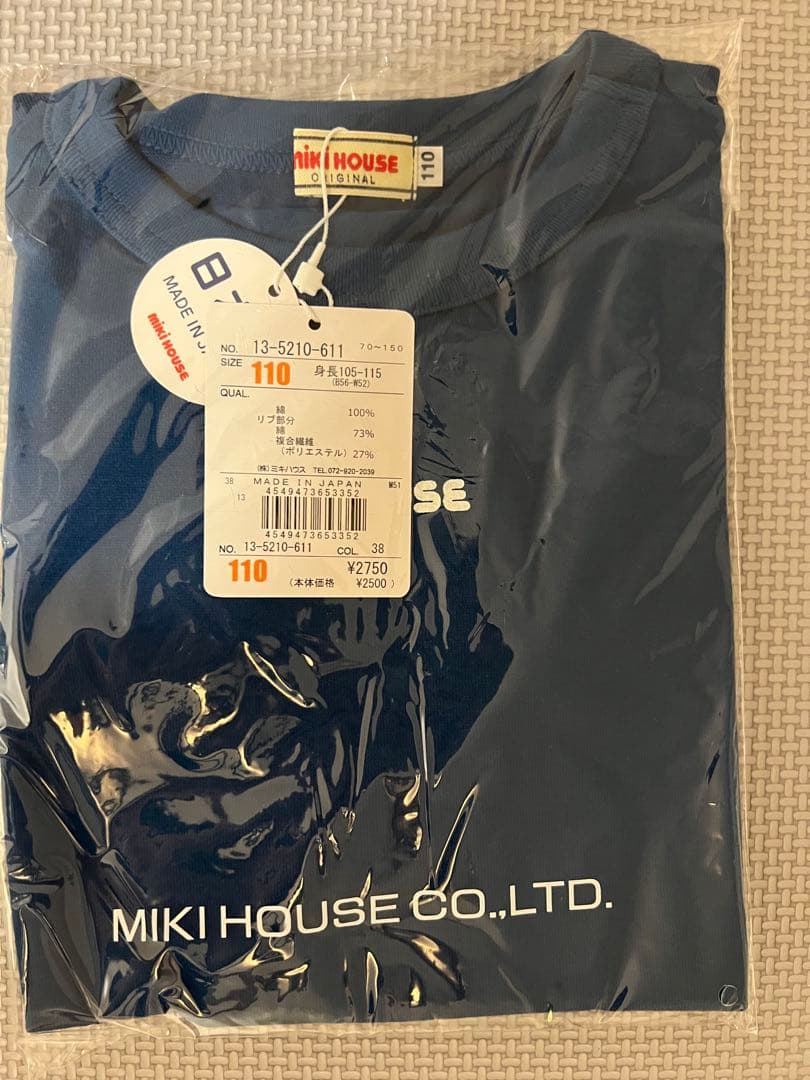 miKi HOUSE
ORIGINAL
110
日
MADE IN
miKi HOUSE
NO. 13-5210-611 70～150
SIZE 110 身長105-115
(B56-W52)
QUAL.
綿 100%
リブ部分
綿 73%
複合繊維
(ポリエステル) 27%
(株)ミキハウス TEL.072-920-2039
38 MADE IN JAPAN M51
4549473653352
13
4549473653352
NO. 13-5210-611 COL. 38
110 ¥2750
(本体価格 ¥2500)
SE
MIKI HOUSE CO.,LTD.